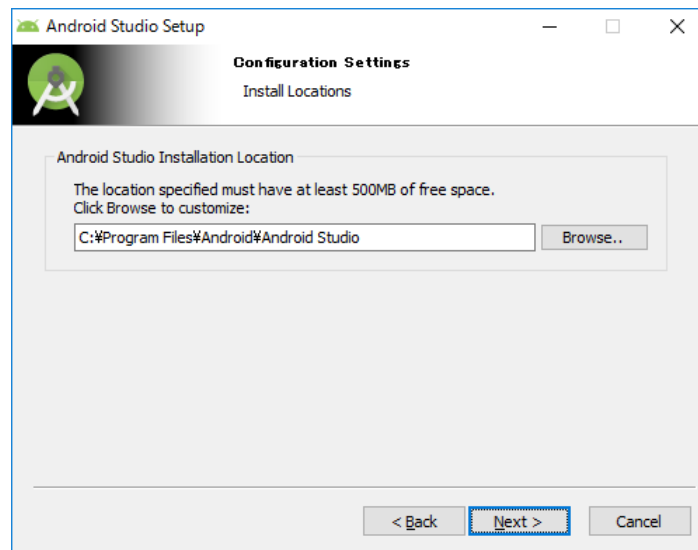 Android Studio Setup
Configuration Settings
Install Locations
Android Studio Installation Location
The location specified must have at least 500MB of free space.
Click Browse to customize:
C:¥Program Files¥Android¥Android Studio
Browse..
< Back
Next >
Cancel